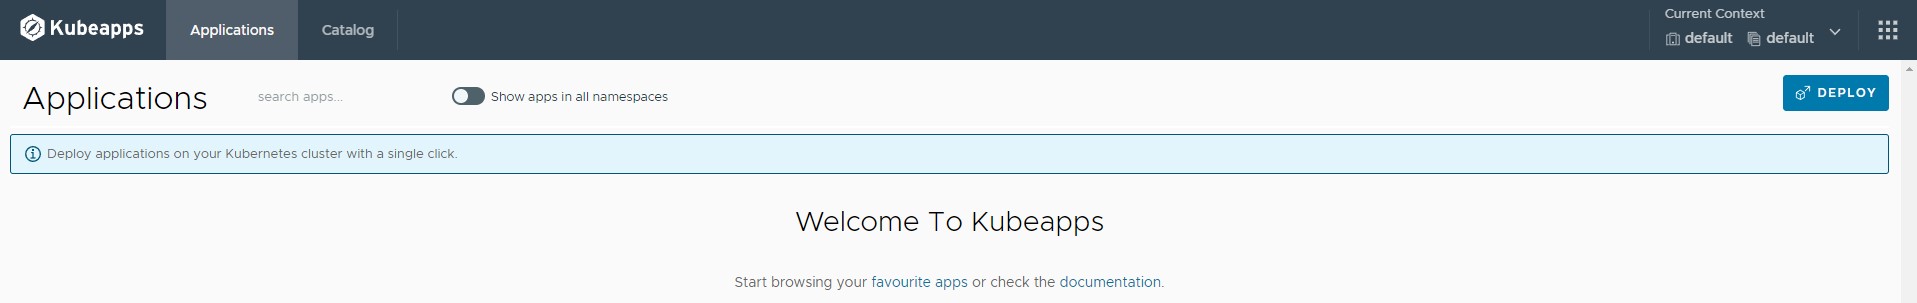 Kubeapps
Applications
Catalog
Current Context
default default
Applications
search apps...
Show apps in all namespaces
DEPLOY
Deploy applications on your Kubernetes cluster with a single click.
Welcome To Kubeapps
Start browsing your favourite apps or check the documentation.